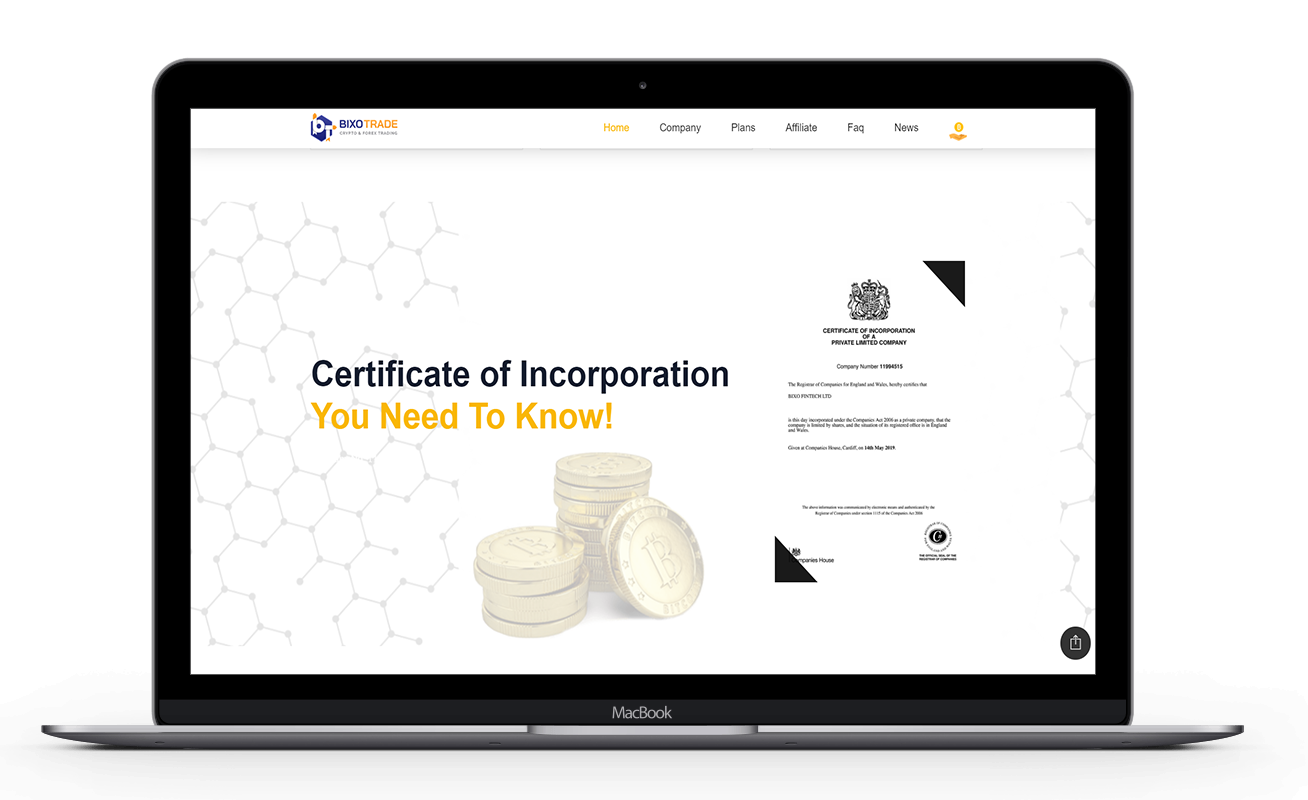 BIXOTRADE
CRYPTO & FOREX TRADING
Home
Company
Plans
Affiliate
Faq
News
Certificate of Incorporation
You Need To Know!
CERTIFICATE OF INCORPORATION
OF A
PRIVATE LIMITED COMPANY
Company Number 11994515
The Registrar of Companies for England and Wales, hereby certifies that
BIXO FINTECH LTD
is this day incorporated under the Companies Act 2006 as a private company, that the
company is limited by shares, and the situation of its registered office is in England
and Wales.
Given at Companies House, Cardiff, on 14th May 2019.
The above information was communicated by electronic means and authenticated by the
Registrar of Companies under section 1115 of the Companies Act 2006
ompanies House
THE OFFICIAL SEAL OF THE
REGISTRAR OF COMPANIES
MacBook